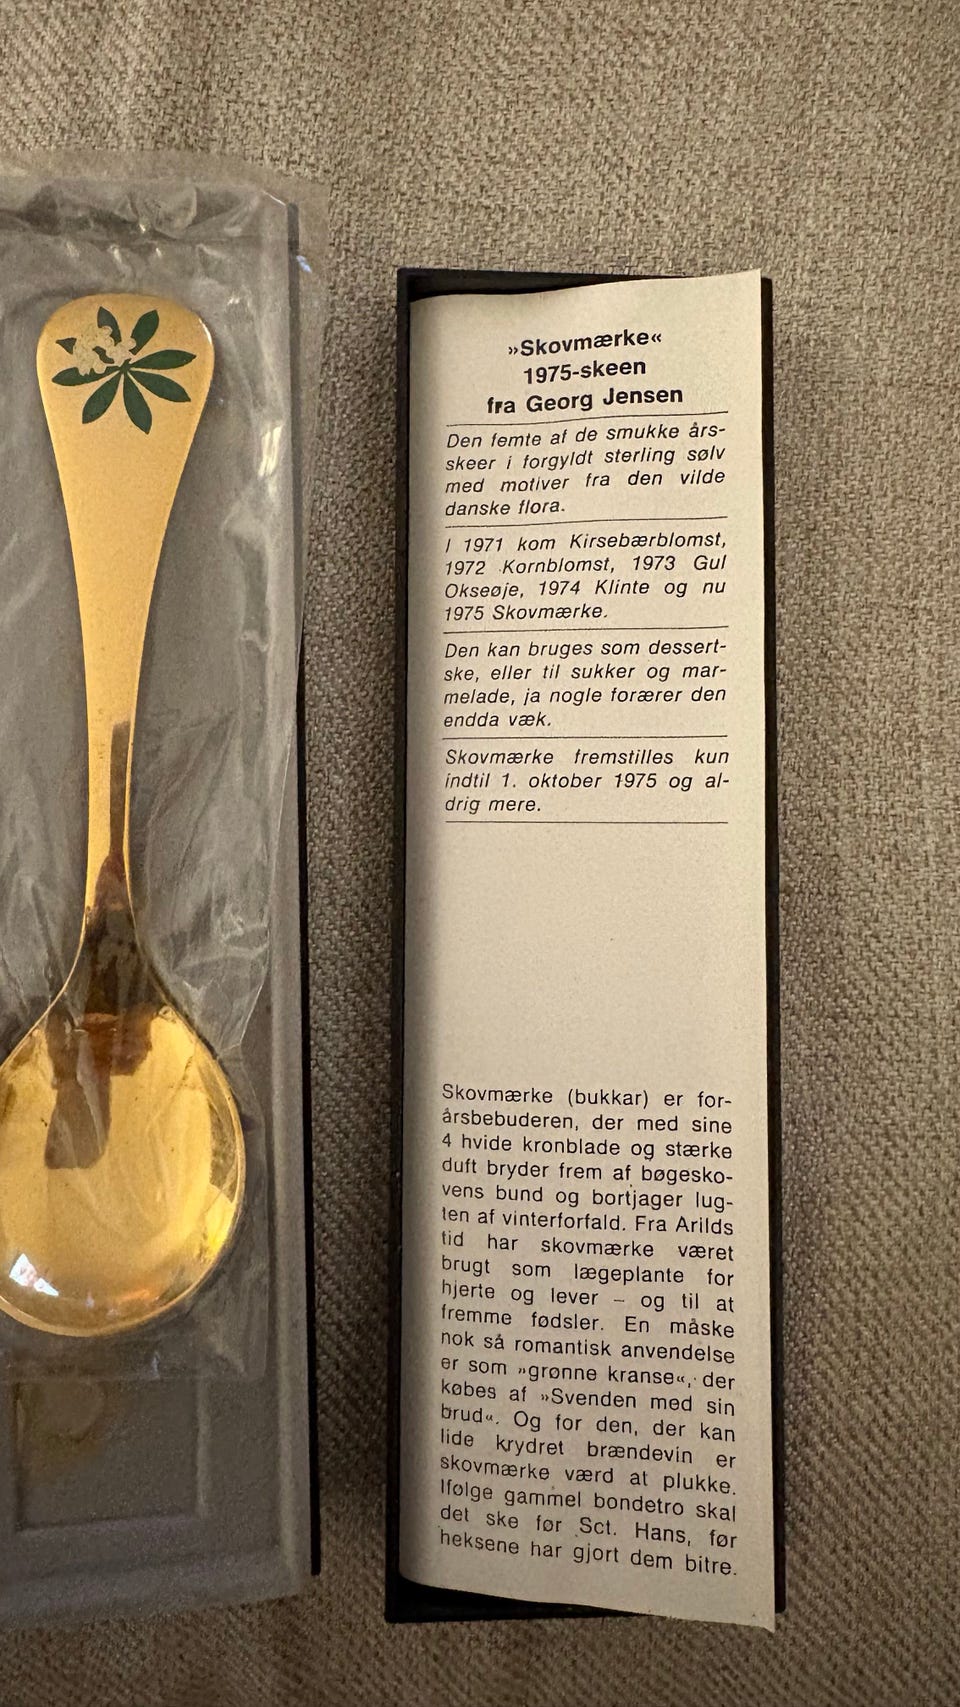 »Skovmærke«
1975-skeen
fra Georg Jensen
Den femte af de smukke års-
skeer i forgyldt sterling sølv
med motiver fra den vilde
danske flora.
I 1971 kom Kirsebærblomst,
1972 Kornblomst, 1973 Gul
Okseøje, 1974 Klinte og nu
1975 Skovmærke.
Den kan bruges som dessert-
ske, eller til sukker og mar-
melade, ja nogle forærer den
endda væk.
Skovmærke fremstilles kun
indtil 1. oktober 1975 og al-
drig mere.
Skovmærke (bukkar) er for-
årsbebuderen, der med sine
4 hvide kronblade og stærke
duft bryder frem af bøgesko-
vens bund og bortjager lug-
ten af vinterforfald. Fra Arilds
tid har skovmærke været
brugt som lægeplante for
hjerte og lever – og til at
fremme fødsler. En måske
nok så romantisk anvendelse
er som »grønne kranse«, der
købes af »Svenden med sin
brud«. Og for den, der kan
lide krydret brændevin er
skovmærke værd at plukke.
Ifølge gammel bondetro skal
det ske før Sct. Hans, før
heksene har gjort dem bitre.